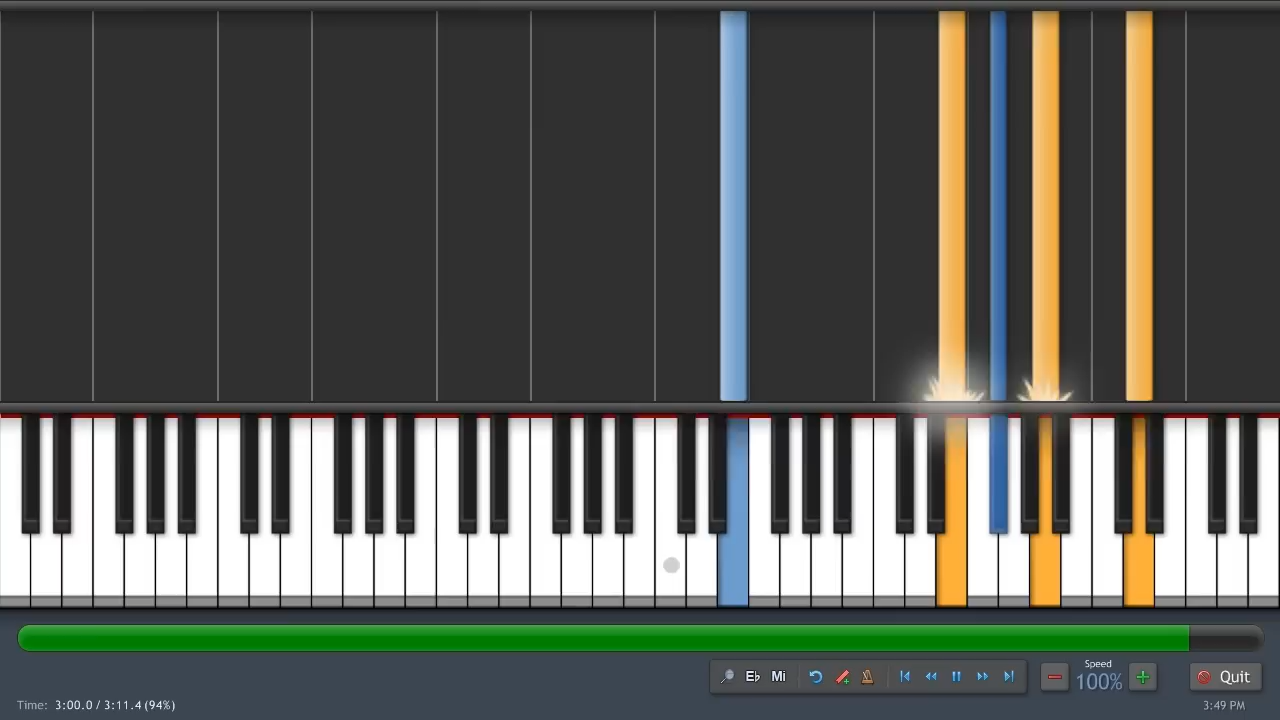 E♭ Mi
Speed
100%
Quit
Time: 3:00.0 / 3:11.4 (94%)
3:49 PM